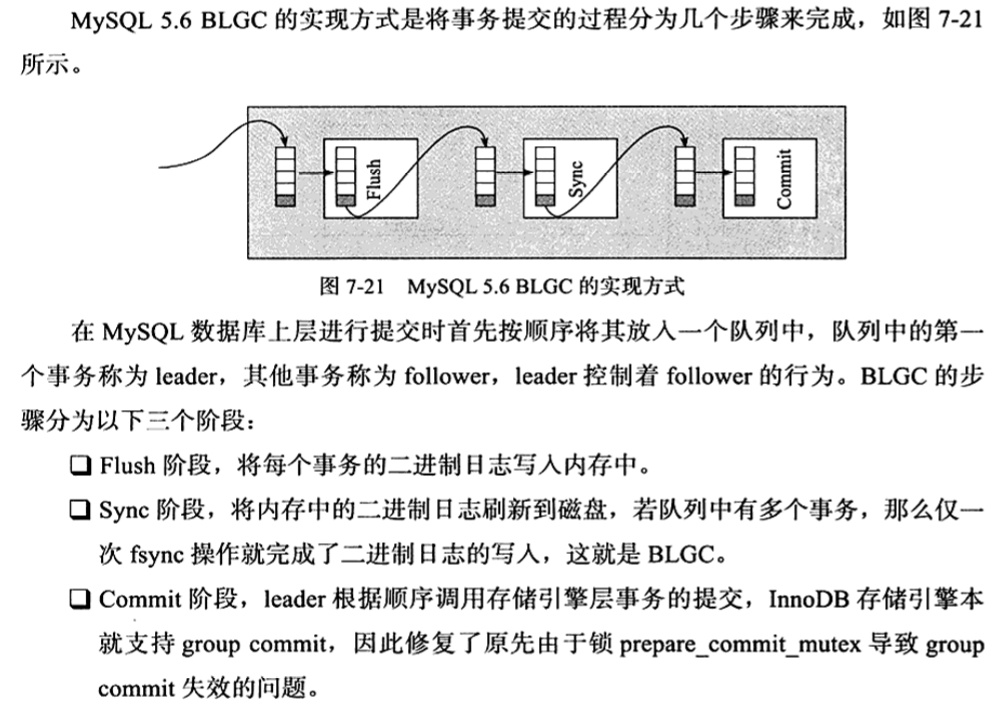 MySQL 5.6 BLGC 的实现方式是将事务提交的过程分为几个步骤来完成，如图 7-21
所示。
Flush
Sync
Commit
图 7-21 MySQL 5.6 BLGC 的实现方式
在 MySQL 数据库上层进行提交时首先按顺序将其放入一个队列中，队列中的第一
个事务称为 leader，其他事务称为 follower，leader 控制着 follower 的行为。BLGC 的步
骤分为以下三个阶段：
❑ Flush 阶段，将每个事务的二进制日志写入内存中。
❑ Sync 阶段，将内存中的二进制日志刷新到磁盘，若队列中有多个事务，那么仅一
次 fsync 操作就完成了二进制日志的写入，这就是 BLGC。
❑ Commit 阶段，leader 根据顺序调用存储引擎层事务的提交，InnoDB 存储引擎本
就支持 group commit，因此修复了原先由于锁 prepare_commit_mutex 导致 group
commit 失效的问题。